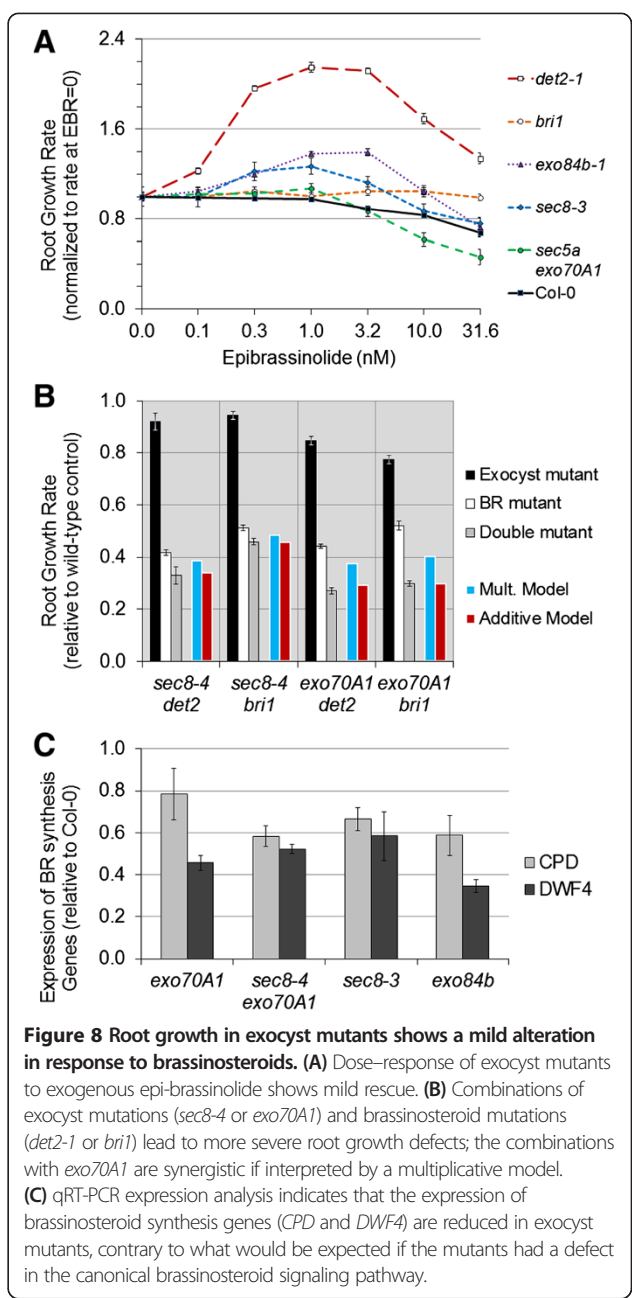 A
2.4
1.6
0.8
0.0
Root Growth Rate
(normalized to rate at EBR=0)
0.0 0.1 0.3 1.0 3.2 10.0 31.6
Epibrassinolide (nM)
det2-1
bri1
exo84b-1
sec8-3
sec5a
exo70A1
Col-0
B
1.0
0.8
0.6
0.4
0.2
0.0
Root Growth Rate
(relative to wild-type control)
sec8-4 sec8-4 exo70A1 exo70A1
det2 bri1 det2 bri1
Exocyst mutant
BR mutant
Double mutant
Mult. Model
Additive Model
C
1.0
0.8
0.6
0.4
0.2
0.0
Expression of BR synthesis
Genes (relative to Col-0)
exo70A1 sec8-4 sec8-3 exo84b
exo70A1
CPD
DWF4
Figure 8 Root growth in exocyst mutants shows a mild alteration
in response to brassinosteroids. (A) Dose–response of exocyst mutants
to exogenous epi-brassinolide shows mild rescue. (B) Combinations of
exocyst mutations (sec8-4 or exo70A1) and brassinosteroid mutations
(det2-1 or bri1) lead to more severe root growth defects; the combinations
with exo70A1 are synergistic if interpreted by a multiplicative model.
(C) qRT-PCR expression analysis indicates that the expression of
brassinosteroid synthesis genes (CPD and DWF4) are reduced in exocyst
mutants, contrary to what would be expected if the mutants had a defect
in the canonical brassinosteroid signaling pathway.